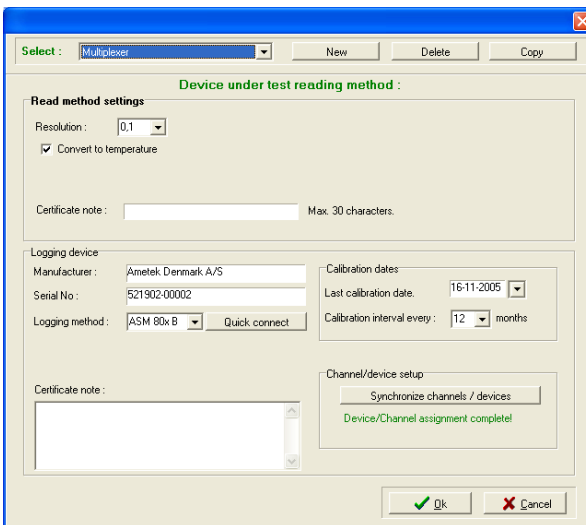 Select : Multiplexer New Delete Copy
Device under test reading method :
Read method settings
Resolution : 0,1
Convert to temperature
Certificate note : Max. 30 characters.
Logging device
Manufacturer : Ametek Denmark A/S
Serial No : 521902-00002
Logging method : ASM 80x B Quick connect
Calibration dates
Last calibration date. 16-11-2005
Calibration interval every : 12 months
Certificate note :
Channel/device setup
Synchronize channels / devices
Device/Channel assignment complete!
Ok Cancel